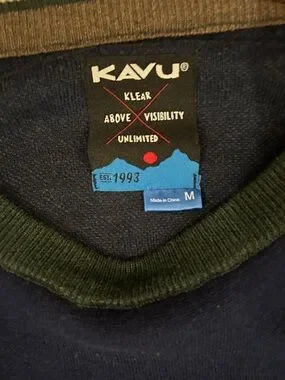 KAVU®
KLEAR
ABOVE VISIBILITY
UNLIMITED
EST. 1993
Made in China M